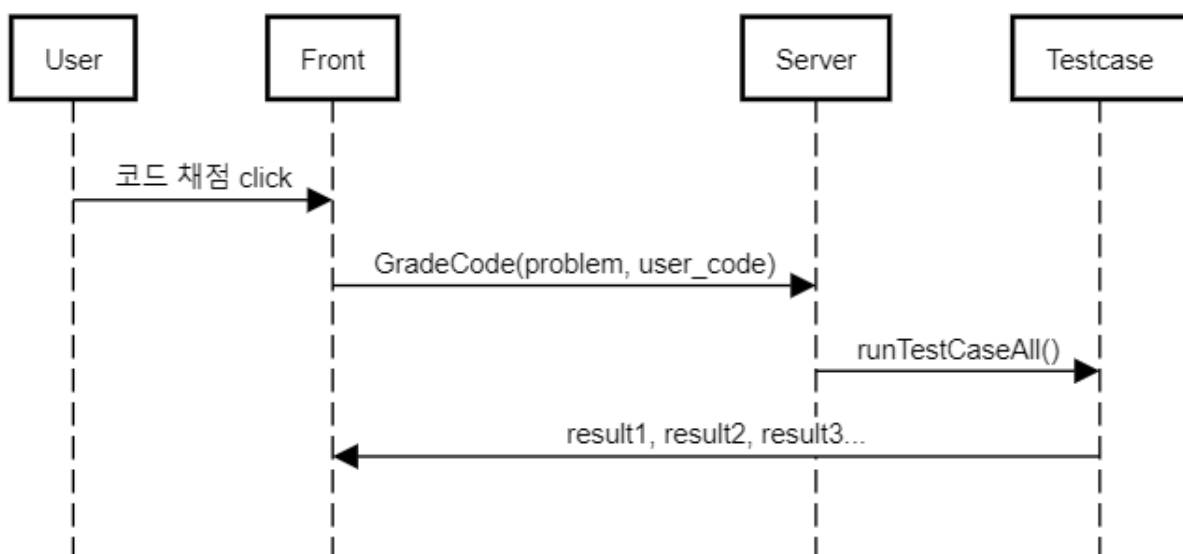 User
Front
Server
Testcase
코드 채점 click
GradeCode(problem, user_code)
runTestCaseAll()
result1, result2, result3...